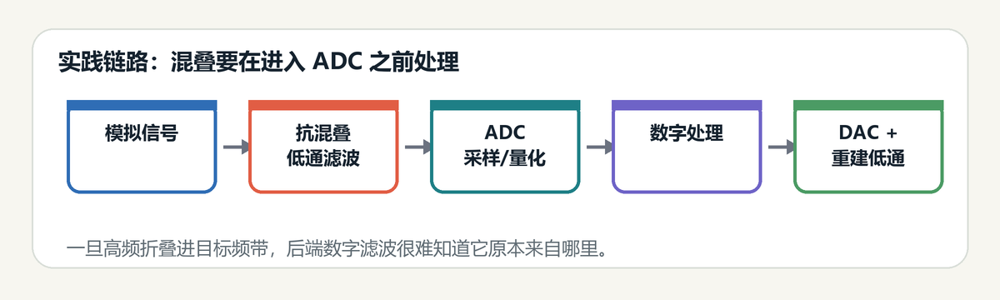 实践链路：混叠要在进入 ADC 之前处理
模拟信号
抗混叠
低通滤波
ADC
采样/量化
数字处理
DAC +
重建低通
一旦高频折叠进目标频带，后端数字滤波很难知道它原本来自哪里。